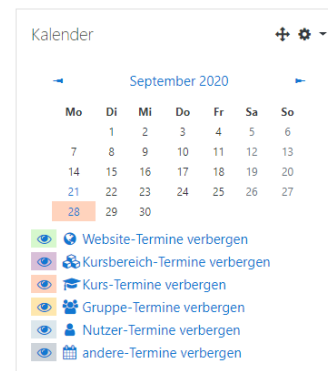 Kalender
September 2020
Mo Di Mi Do Fr Sa So
1 2 3 4 5 6
7 8 9 10 11 12 13
14 15 16 17 18 19 20
21 22 23 24 25 26 27
28 29 30
Website-Termine verbergen
Kursbereich-Termine verbergen
Kurs-Termine verbergen
Gruppe-Termine verbergen
Nutzer-Termine verbergen
andere-Termine verbergen